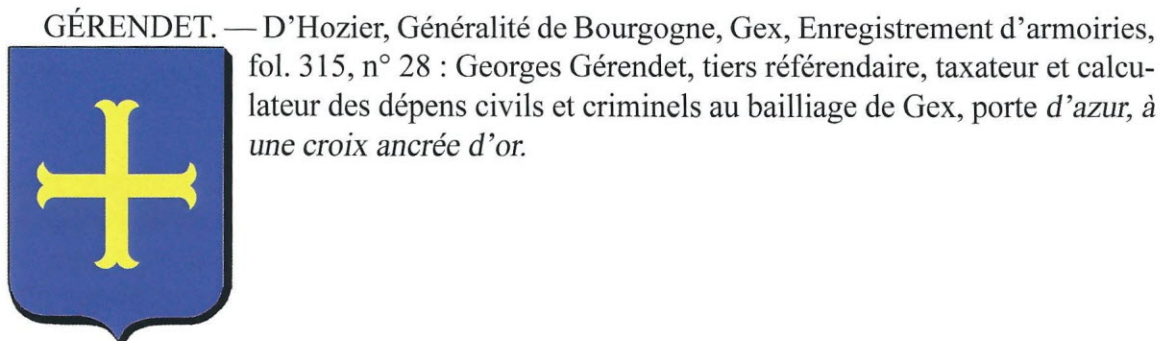 GÉRENDET. — D’Hozier, Généralité de Bourgogne, Gex, Enregistrement d’armoiries,
fol. 315, n° 28 : Georges Gérendet, tiers référendaire, taxateur et calcu-
lateur des dépens civils et criminels au bailliage de Gex, porte d’azur, à
une croix ancrée d’or.